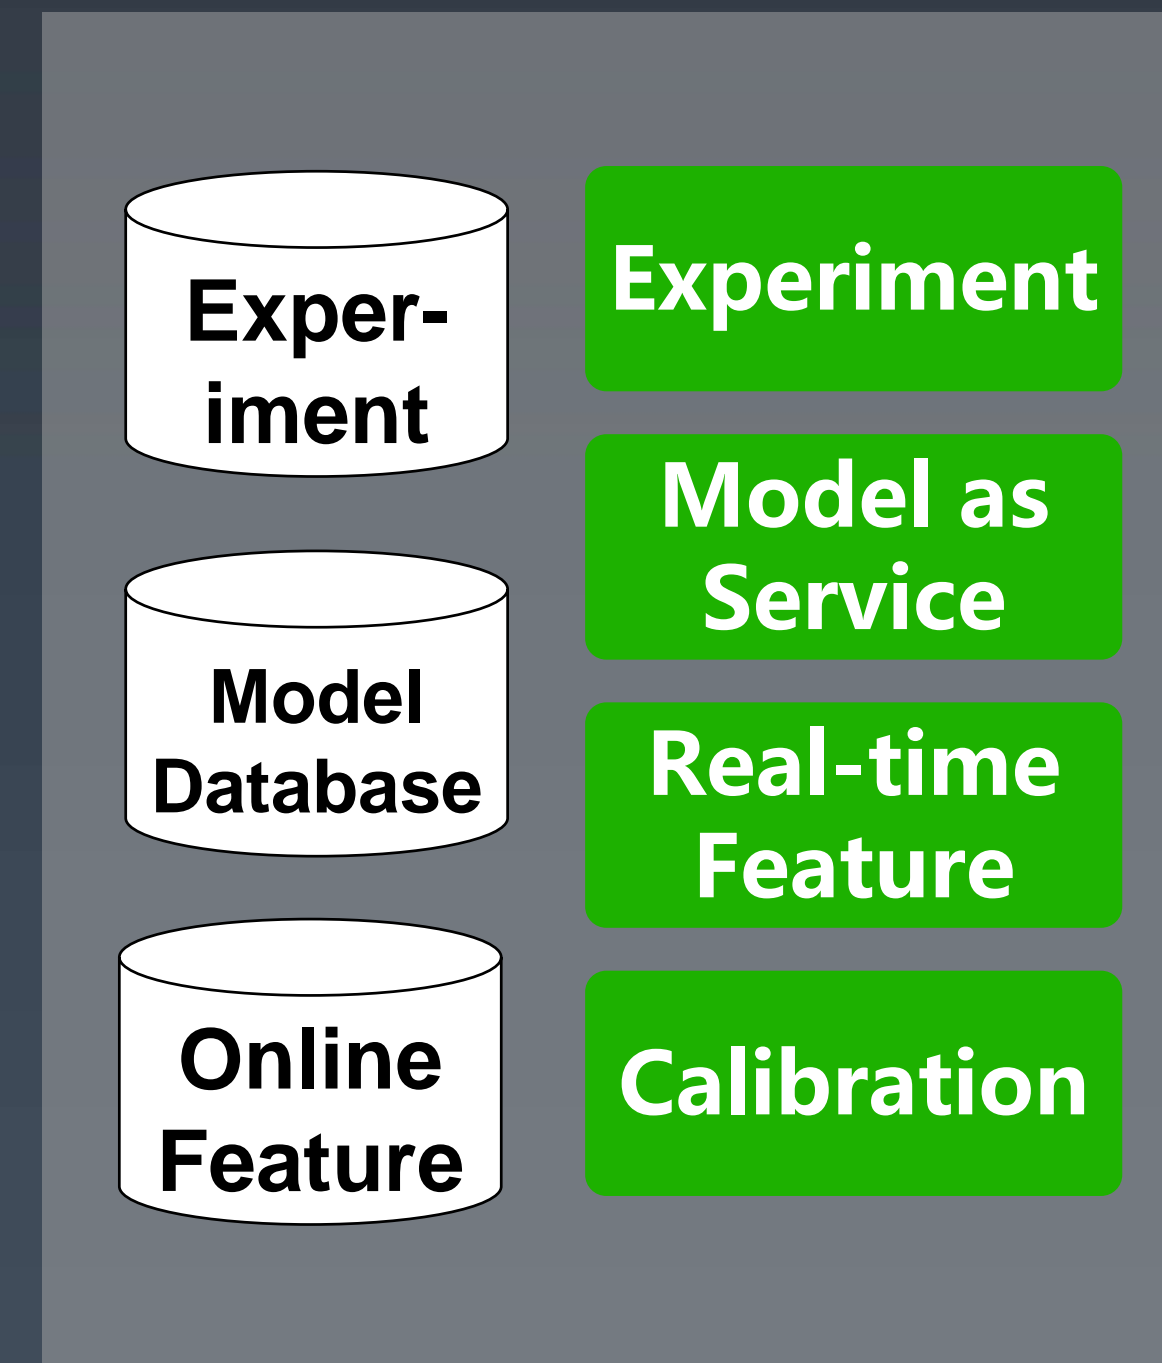 Exper-
iment
Model
Database
Online
Feature
Experiment
Model as
Service
Real-time
Feature
Calibration